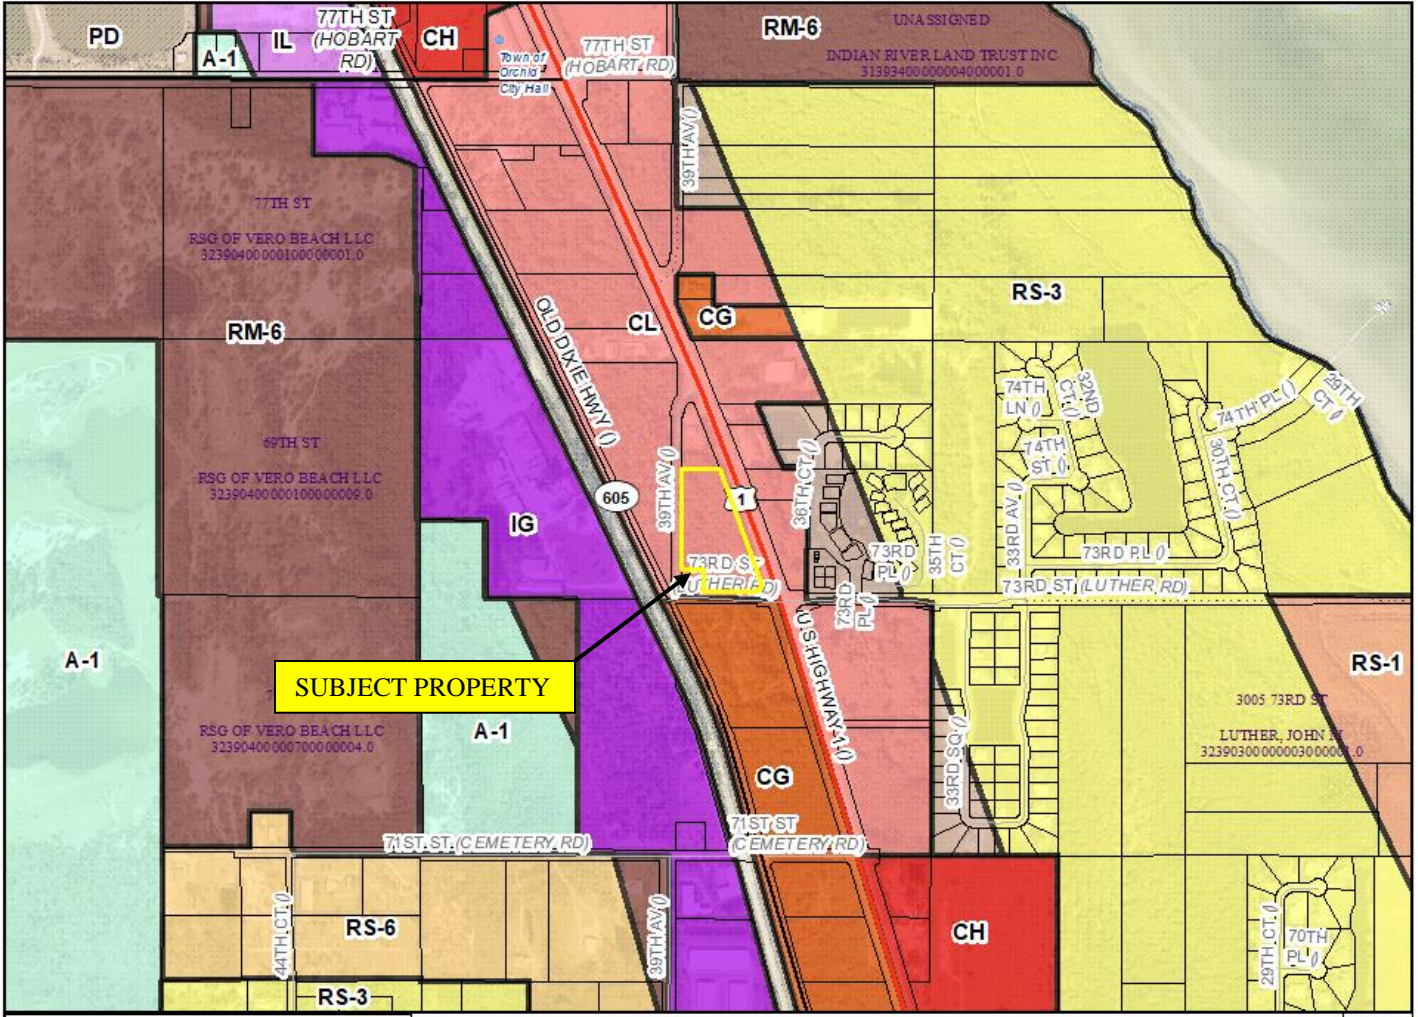 PD
A-1
IL
77TH ST
(HOBART
RD)
CH
Town of
Orchid
City Hall
77TH ST
(HOBART RD)
RM-6
UNASSIGNED
INDIAN RIVER LAND TRUST INC
31393400000004000001.0
39TH AV ()
77TH ST
RSG OF VERO BEACH LLC
32390400000100000001.0
RM-6
OLD DIXIE HWY ()
CL
CG
RS-3
69TH ST
RSG OF VERO BEACH LLC
32390400000100000009.0
IG
605
39TH AV ()
1
36TH CT ()
74TH
LN ()
32ND
CT ()
74TH
ST ()
74TH PL ()
29TH
CT ()
30TH CT ()
33RD AV ()
73RD PL ()
35TH
CT ()
73RD
PL ()
73RD ST
(LUTHER RD)
73RD
PL ()
73RD ST (LUTHER RD)
A-1
SUBJECT PROPERTY
U S HIGHWAY 1 ()
RS-1
3005 73RD ST
LUTHER, JOHN M
32390300000003000001.0
RSG OF VERO BEACH LLC
32390400000700000004.0
A-1
CG
33RD SQ ()
71ST ST (CEMETERY RD)
71ST ST
(CEMETERY RD)
44TH CT ()
RS-6
39TH AV ()
CH
29TH CT ()
70TH
PL ()
RS-3